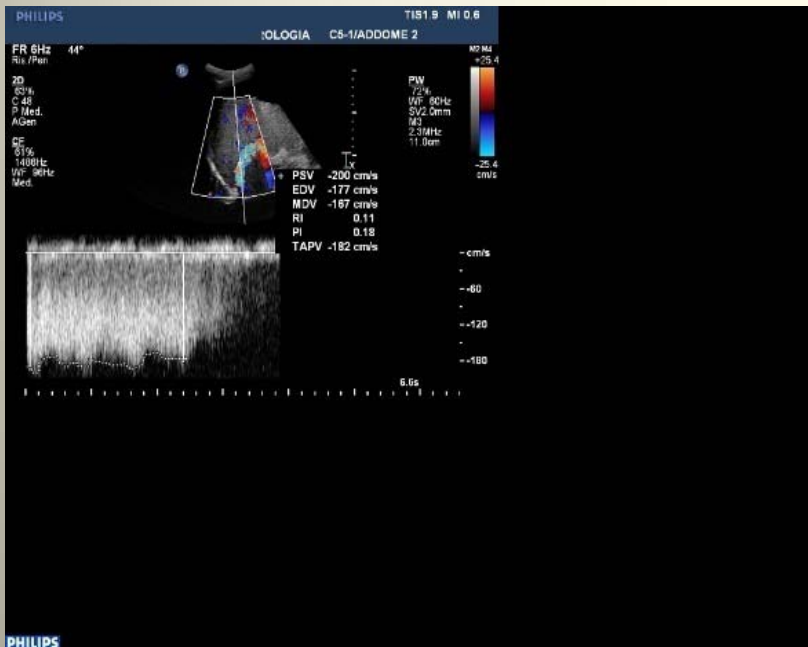 PHILIPS
TIS1.9 MI 0.6
:OLOGIA C5-1/ADDOME 2
FR 6Hz 44°
Ris/Pen
2D
63%
C 48
P Med.
AGen
CF
61%
1486Hz
WF 96Hz
Med.
PW
72%
WF 60Hz
SV2.0mm
M3
2.3MHz
11.0cm
M2 M4
+25.4
-25.4
cm/s
PSV -200 cm/s
EDV -177 cm/s
MDV -167 cm/s
RI 0.11
PI 0.18
TAPV -182 cm/s
cm/s
-60
-120
-180
6.6s
PHILIPS